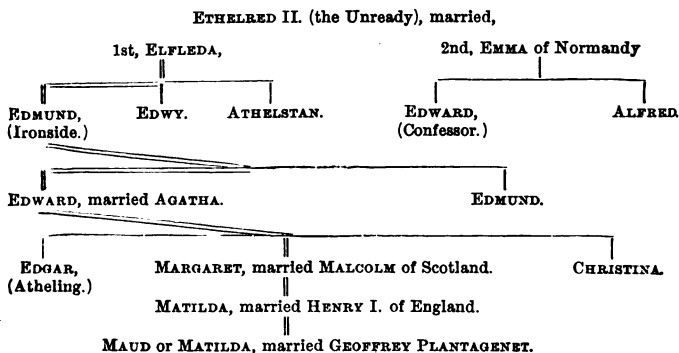 ETHELRED II. (the Unready), married,
1st, ELFLEDA, 2nd, EMMA of Normandy
EDMUND, EDWY. ATHELSTAN. EDWARD, ALFRED.
(Ironside.) (Confessor.)
EDWARD, married AGATHA. EDMUND.
EDGAR, MARGARET, married MALCOLM of Scotland. CHRISTINA.
(Atheling.)
MATILDA, married HENRY I. of England.
MAUD or MATILDA, married GEOFFREY PLANTAGENET.